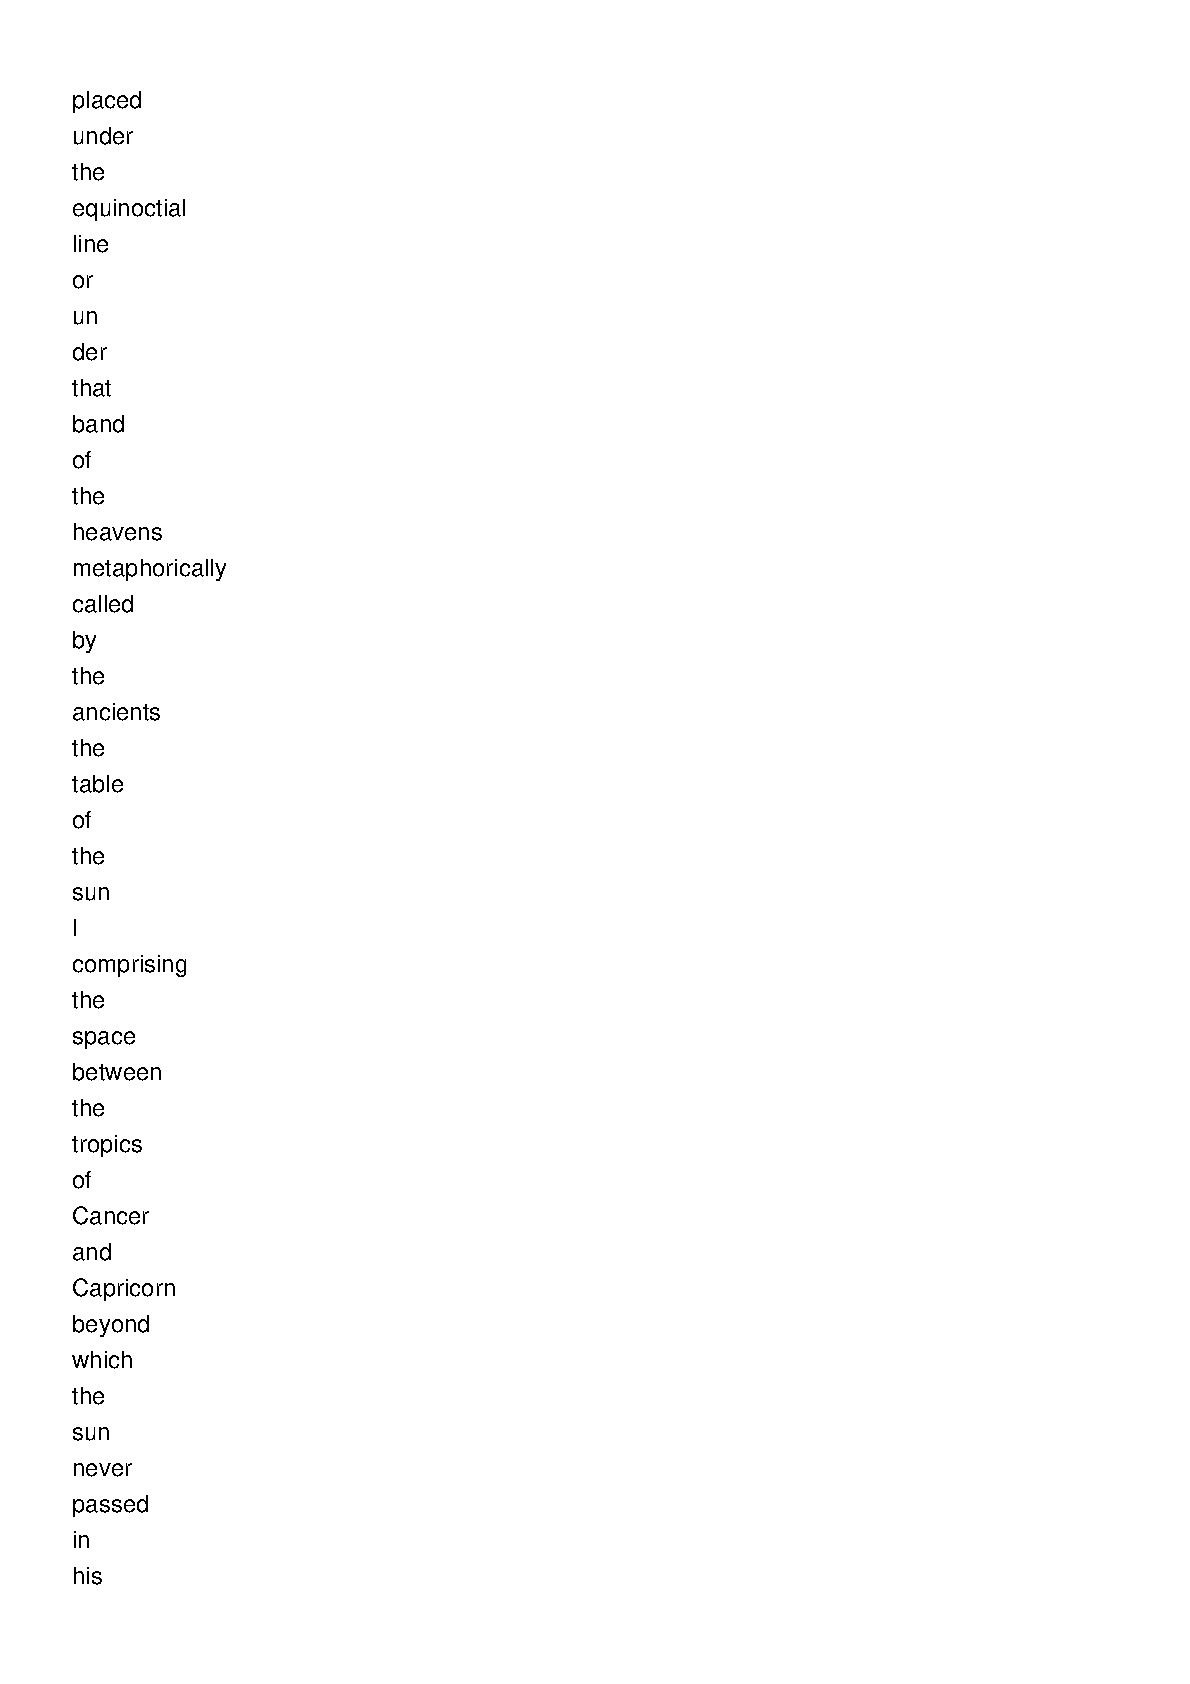 placed
under
the
equinoctial
line
or
un
der
that
band
of
the
heavens
metaphorically
called
by
the
ancients
the
table
of
the
sun
I
comprising
the
space
between
the
tropics
of
Cancer
and
Capricorn
beyond
which
the
sun
never
passed
in
his